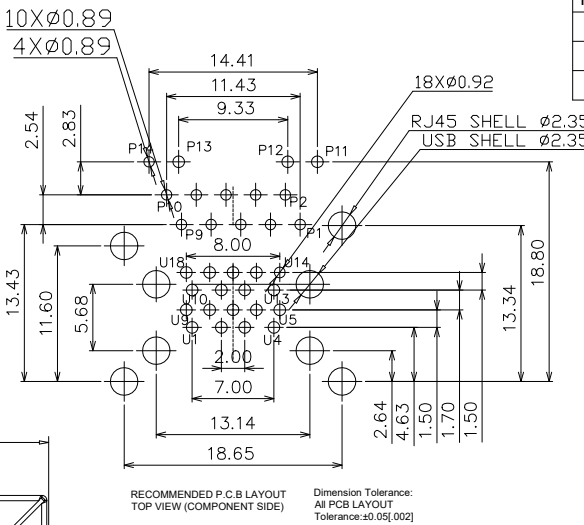 10XØ0.89
4XØ0.89
14.41
11.43
9.33
18XØ0.92
RJ45 SHELL Ø2.35
USB SHELL Ø2.35
2.54
2.83
P14
P13
P12
P11
P10
P2
P9
P1
8.00
U18
U14
U10
U13
U9
U5
U1
U4
13.43
11.60
5.68
2.00
7.00
13.14
18.65
2.64
4.63
1.50
1.70
1.50
13.34
18.80
RECOMMENDED P.C.B LAYOUT
TOP VIEW (COMPONENT SIDE)
Dimension Tolerance:
All PCB LAYOUT
Tolerance:±0.05[.002]